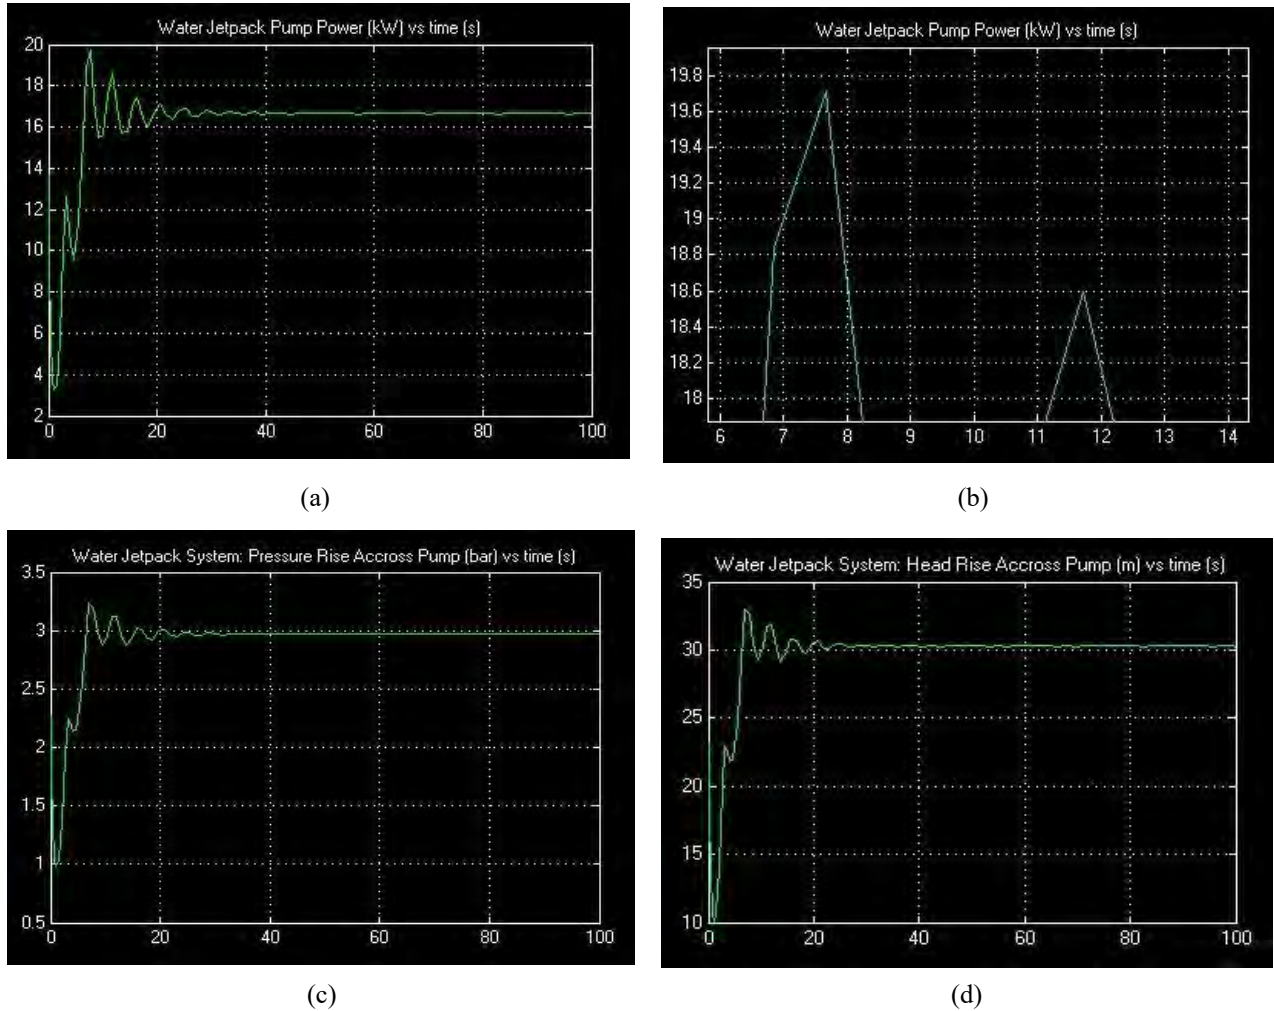 Water Jetpack Pump Power (kW) vs time (s)
20
18
16
14
12
10
8
6
4
2
0 20 40 60 80 100
(a)
Water Jetpack Pump Power (kW) vs time (s)
19.8
19.6
19.4
19.2
19
18.8
18.6
18.4
18.2
18
6 7 8 9 10 11 12 13 14
(b)
Water Jetpack System: Pressure Rise Accross Pump (bar) vs time (s)
3.5
3
2.5
2
1.5
1
0.5
0 20 40 60 80 100
(c)
Water Jetpack System: Head Rise Accross Pump (m) vs time (s)
35
30
25
20
15
10
0 20 40 60 80 100
(d)